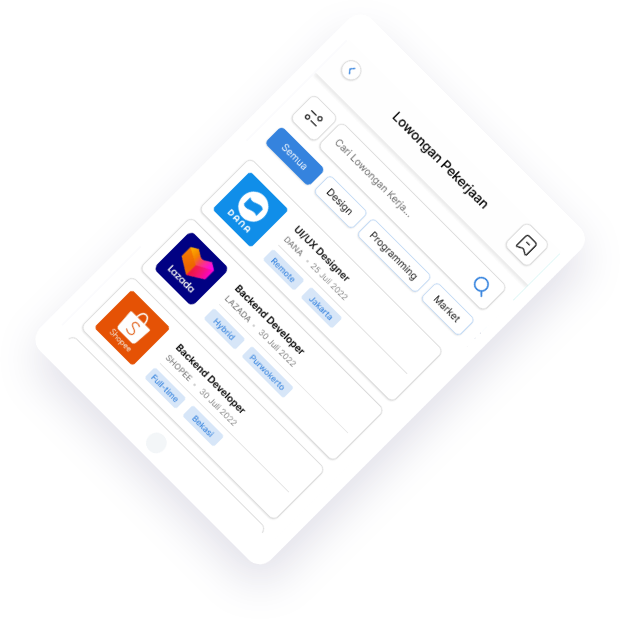 Lowongan Pekerjaan
Cari Lowongan Kerja...
Semua
Design
Programming
Market
DANA
UI/UX Designer
DANA • 25 Juli 2022
Remote
Jakarta
Lazada
Backend Developer
LAZADA • 30 Juli 2022
Hybrid
Purwokerto
Shopee
Backend Developer
SHOPEE • 30 Juli 2022
Full-time
Bekasi